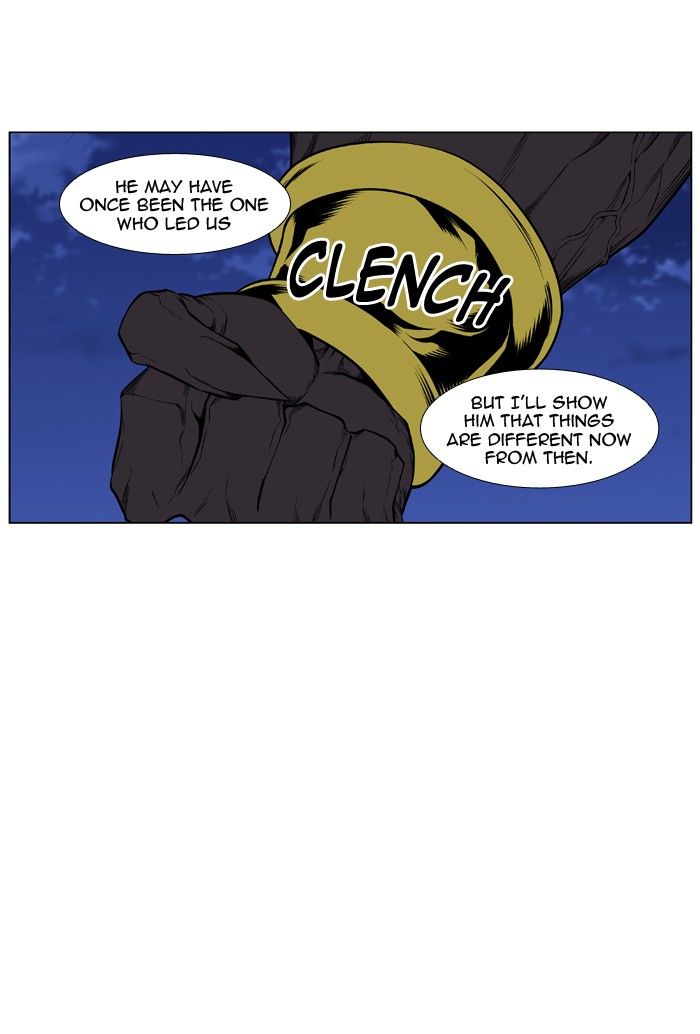 HE MAY HAVE
ONCE BEEN THE ONE
WHO LED US
CLENCH
BUT I'LL SHOW
HIM THAT THINGS
ARE DIFFERENT NOW
FROM THEN.